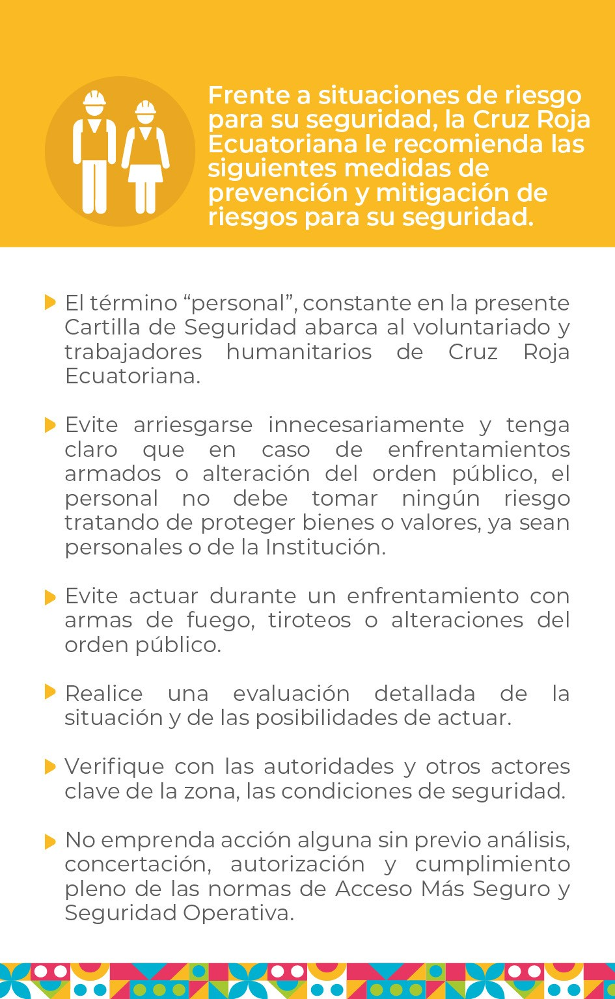 Frente a situaciones de riesgo
para su seguridad, la Cruz Roja
Ecuatoriana le recomienda las
siguientes medidas de
prevención y mitigación de
riesgos para su seguridad.
El término “personal”, constante en la presente
Cartilla de Seguridad abarca al voluntariado y
trabajadores humanitarios de Cruz Roja
Ecuatoriana.
Evite arriesgarse innecesariamente y tenga
claro que en caso de enfrentamientos
armados o alteración del orden público, el
personal no debe tomar ningún riesgo
tratando de proteger bienes o valores, ya sean
personales o de la Institución.
Evite actuar durante un enfrentamiento con
armas de fuego, tiroteos o alteraciones del
orden público.
Realice una evaluación detallada de la
situación y de las posibilidades de actuar.
Verifique con las autoridades y otros actores
clave de la zona, las condiciones de seguridad.
No emprenda acción alguna sin previo análisis,
concertación, autorización y cumplimiento
pleno de las normas de Acceso Más Seguro y
Seguridad Operativa.